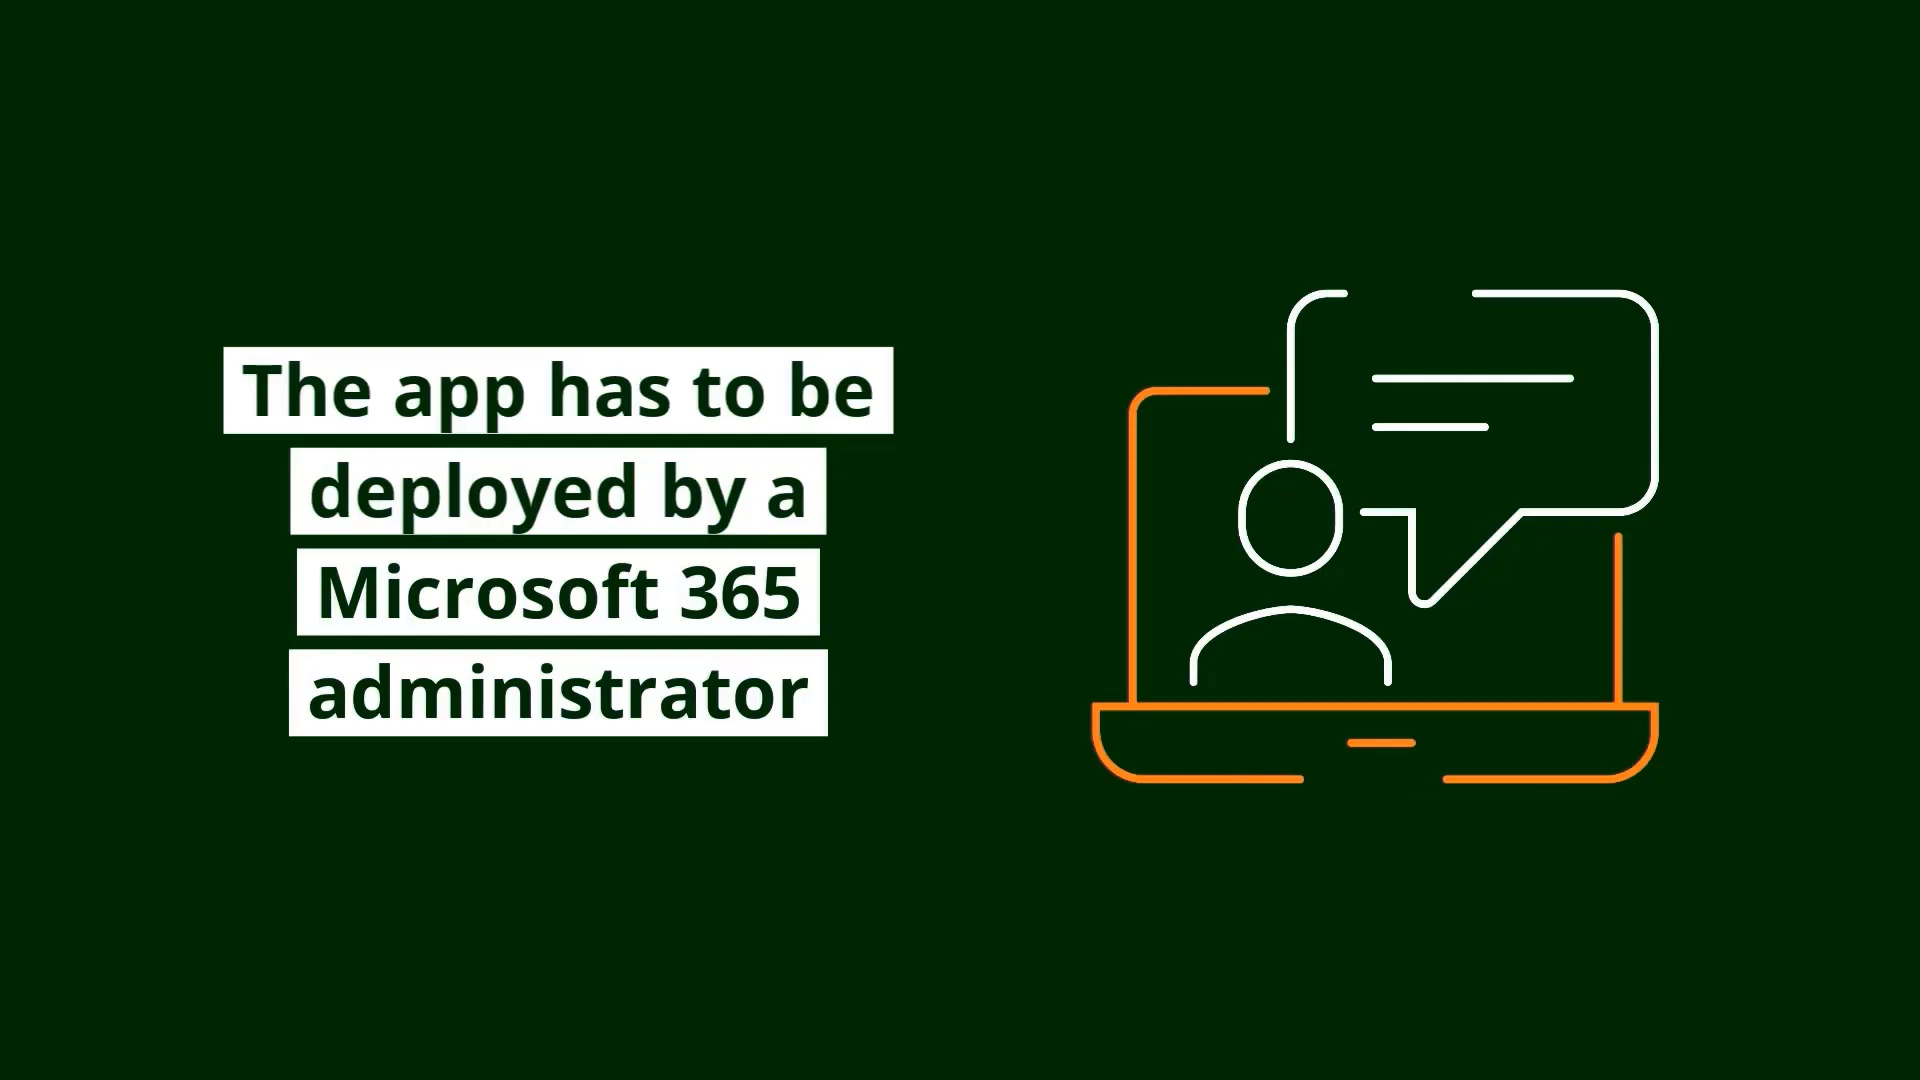 The app has to be
deployed by a
Microsoft 365
administrator